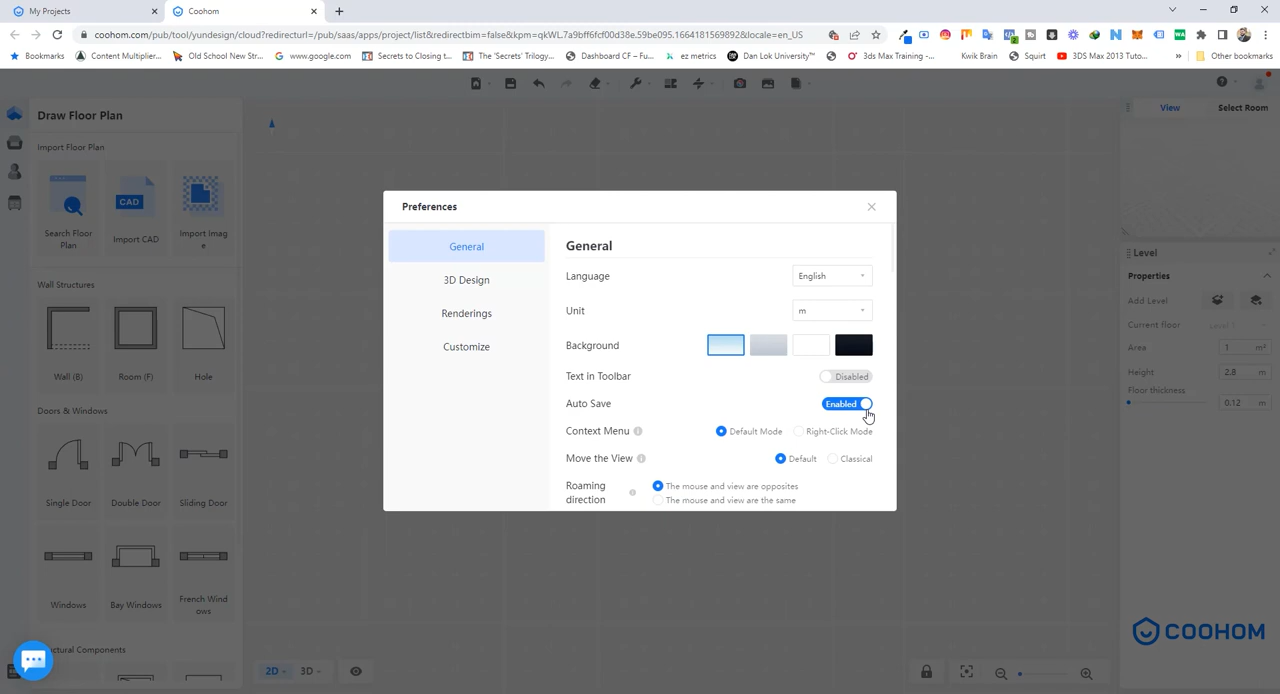 My Projects
Coohom
coohom.com/pub/tool/yundesign/cloud?redirecturl=/pub/saas/apps/project/list&redirectbim=false&kpm=qkWL.7a9bff6fcf00d38e.59be095.1664181569892&locale=en_US
Bookmarks
Content Multiplier...
Old School New Str...
www.google.com
Secrets to Closing t...
The 'Secrets' Trilogy...
Dashboard CF – Fu...
ez metrics
Dan Lok University™
3ds Max Training -...
Kwik Brain
Squirt
3DS Max 2013 Tuto...
»
Other bookmarks
Draw Floor Plan
Import Floor Plan
CAD
Search Floor
Plan
Import CAD
Import Imag
e
Wall Structures
Wall (B)
Room (F)
Hole
Doors & Windows
Single Door
Double Door
Sliding Door
Windows
Bay Windows
French Wind
ows
ctural Components
2D
3D
Preferences
General
3D Design
Renderings
Customize
General
Language
English
Unit
m
Background
Text in Toolbar
Disabled
Auto Save
Enabled
Context Menu
Default Mode
Right-Click Mode
Move the View
Default
Classical
Roaming
direction
The mouse and view are opposites
The mouse and view are the same
View
Select Room
Level
Properties
Add Level
Current floor
Level 1
Area
1 m²
Height
2.8 m
Floor thickness
0.12 m
COOHOM